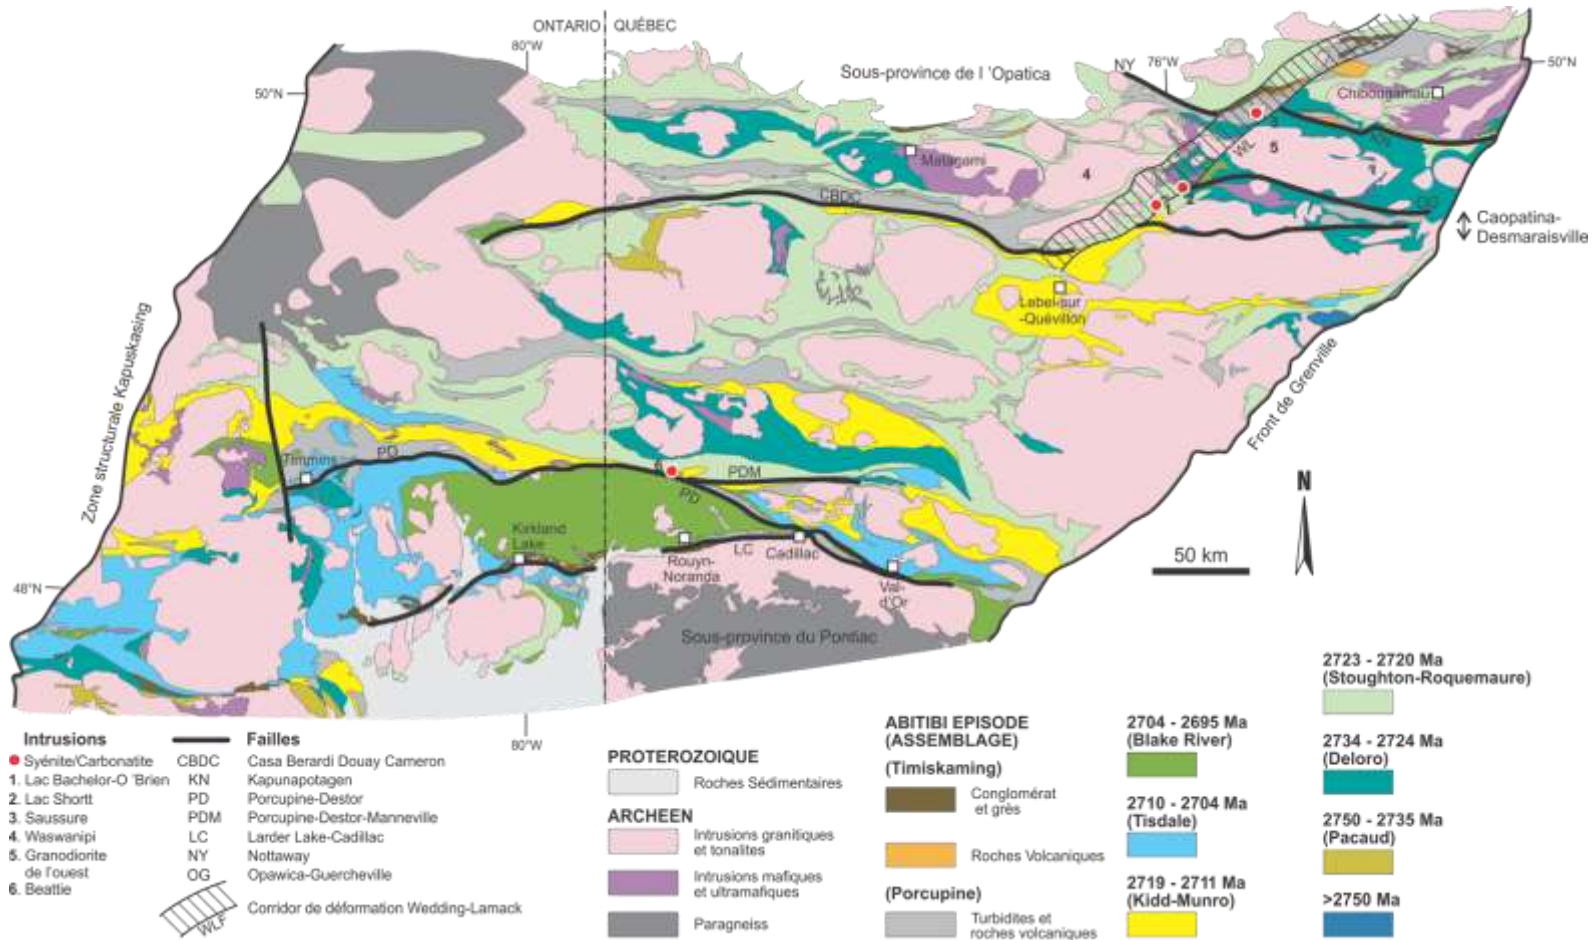 ONTARIO
QUÉBEC
80°W
50°N
Sous-province de l 'Opatica
NY
76°W
50°N
Chibougamau
3
WL
5
Matagami
4
CBDC
2
1
OG
Caopatina-
Desmaraisville
Lebel-sur
-Quévillon
Zone structurale Kapuskasing
Front de Grenville
Timmins
PD
PDM
PD
N
50 km
Kirkland
Lake
Rouyn-
Noranda
LC
Cadillac
Val-
d'Or
48°N
Sous-province du Pontiac
80°W
Intrusions
Syénite/Carbonatite
1. Lac Bachelor-O 'Brien
2. Lac Shortt
3. Saussure
4. Waswanipi
5. Granodiorite
de l'ouest
6. Beattie
Failles
CBDC Casa Berardi Douay Cameron
KN Kapunapotagen
PD Porcupine-Destor
PDM Porcupine-Destor-Manneville
LC Larder Lake-Cadillac
NY Nottaway
OG Opawica-Guercheville
WLF
Corridor de déformation Wedding-Lamack
PROTEROZOIQUE
Roches Sédimentaires
ARCHEEN
Intrusions granitiques
et tonalites
Intrusions mafiques
et ultramafiques
Paragneiss
ABITIBI EPISODE
(ASSEMBLAGE)
(Timiskaming)
Conglomérat
et grès
Roches Volcaniques
(Porcupine)
Turbidites et
roches volcaniques
2704 - 2695 Ma
(Blake River)
2710 - 2704 Ma
(Tisdale)
2719 - 2711 Ma
(Kidd-Munro)
2723 - 2720 Ma
(Stoughton-Roquemaure)
2734 - 2724 Ma
(Deloro)
2750 - 2735 Ma
(Pacaud)
>2750 Ma